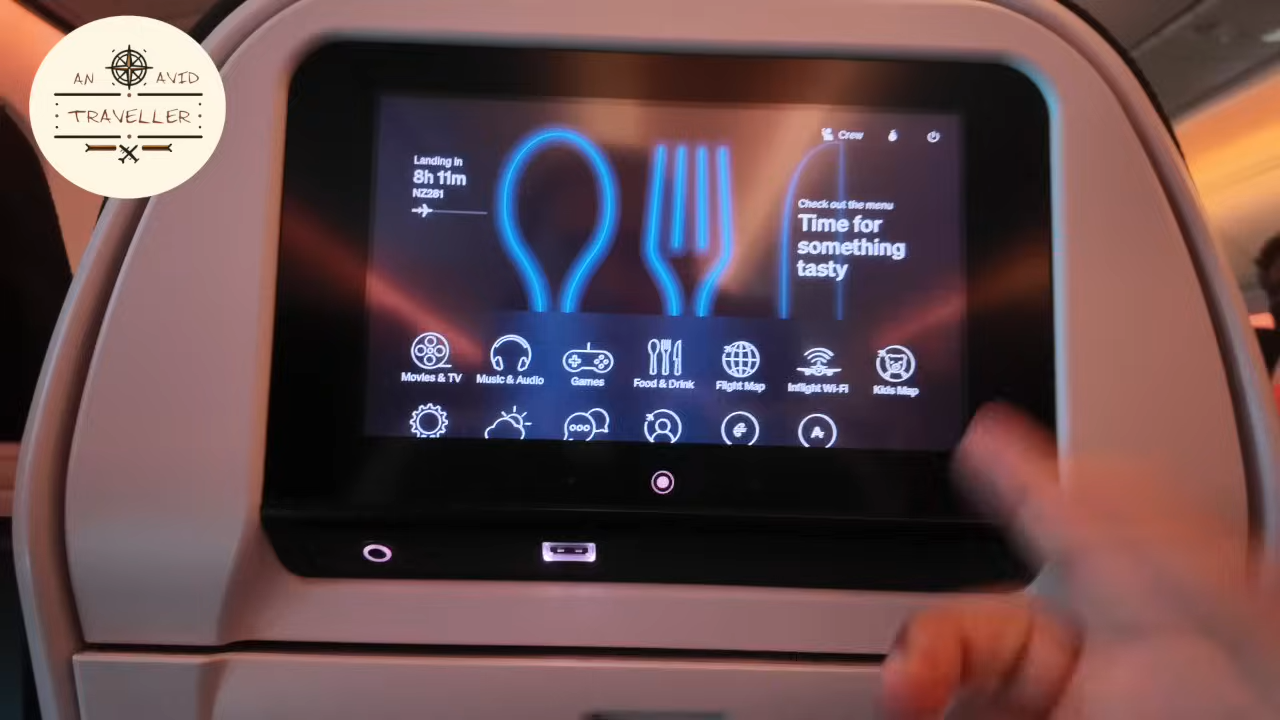 AN AVID
TRAVELLER
Landing in
8h 11m
NZ281
Crew
Check out the menu
Time for
something
tasty
Movies & TV
Music & Audio
Games
Food & Drink
Flight Map
Inflight Wi-Fi
Kids Map